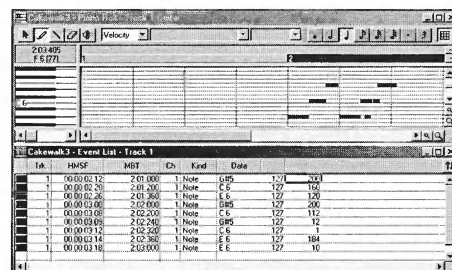 Cakewalk3 - Piano Roll - Track 1
Velocity
2:03:405
F 6 (77)
1
2
6
Cakewalk3 - Event List - Track 1
Trk HMSF MBT Ch Kind Data
1 00:00:02:12 2:01:000 1 Note G#5 127 200
1 00:00:02:20 2:01:200 1 Note C 6 127 160
1 00:00:02:26 2:01:360 1 Note E 6 127 120
1 00:00:03:00 2:02:000 1 Note G#5 127 200
1 00:00:03:08 2:02:200 1 Note C 6 127 112
1 00:00:03:09 2:02:240 1 Note G#5 127 12
1 00:00:03:12 2:02:320 1 Note C 6 127 1
1 00:00:03:14 2:02:360 1 Note E 6 127 184
1 00:00:03:18 2:03:000 1 Note E 6 127 10